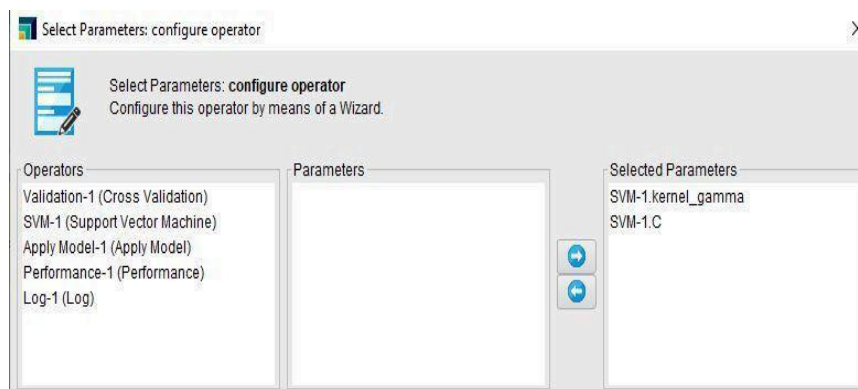 Select Parameters: configure operator
Select Parameters: configure operator
Configure this operator by means of a Wizard.
Operators
Validation-1 (Cross Validation)
SVM-1 (Support Vector Machine)
Apply Model-1 (Apply Model)
Performance-1 (Performance)
Log-1 (Log)
Parameters
Selected Parameters
SVM-1.kernel_gamma
SVM-1.C